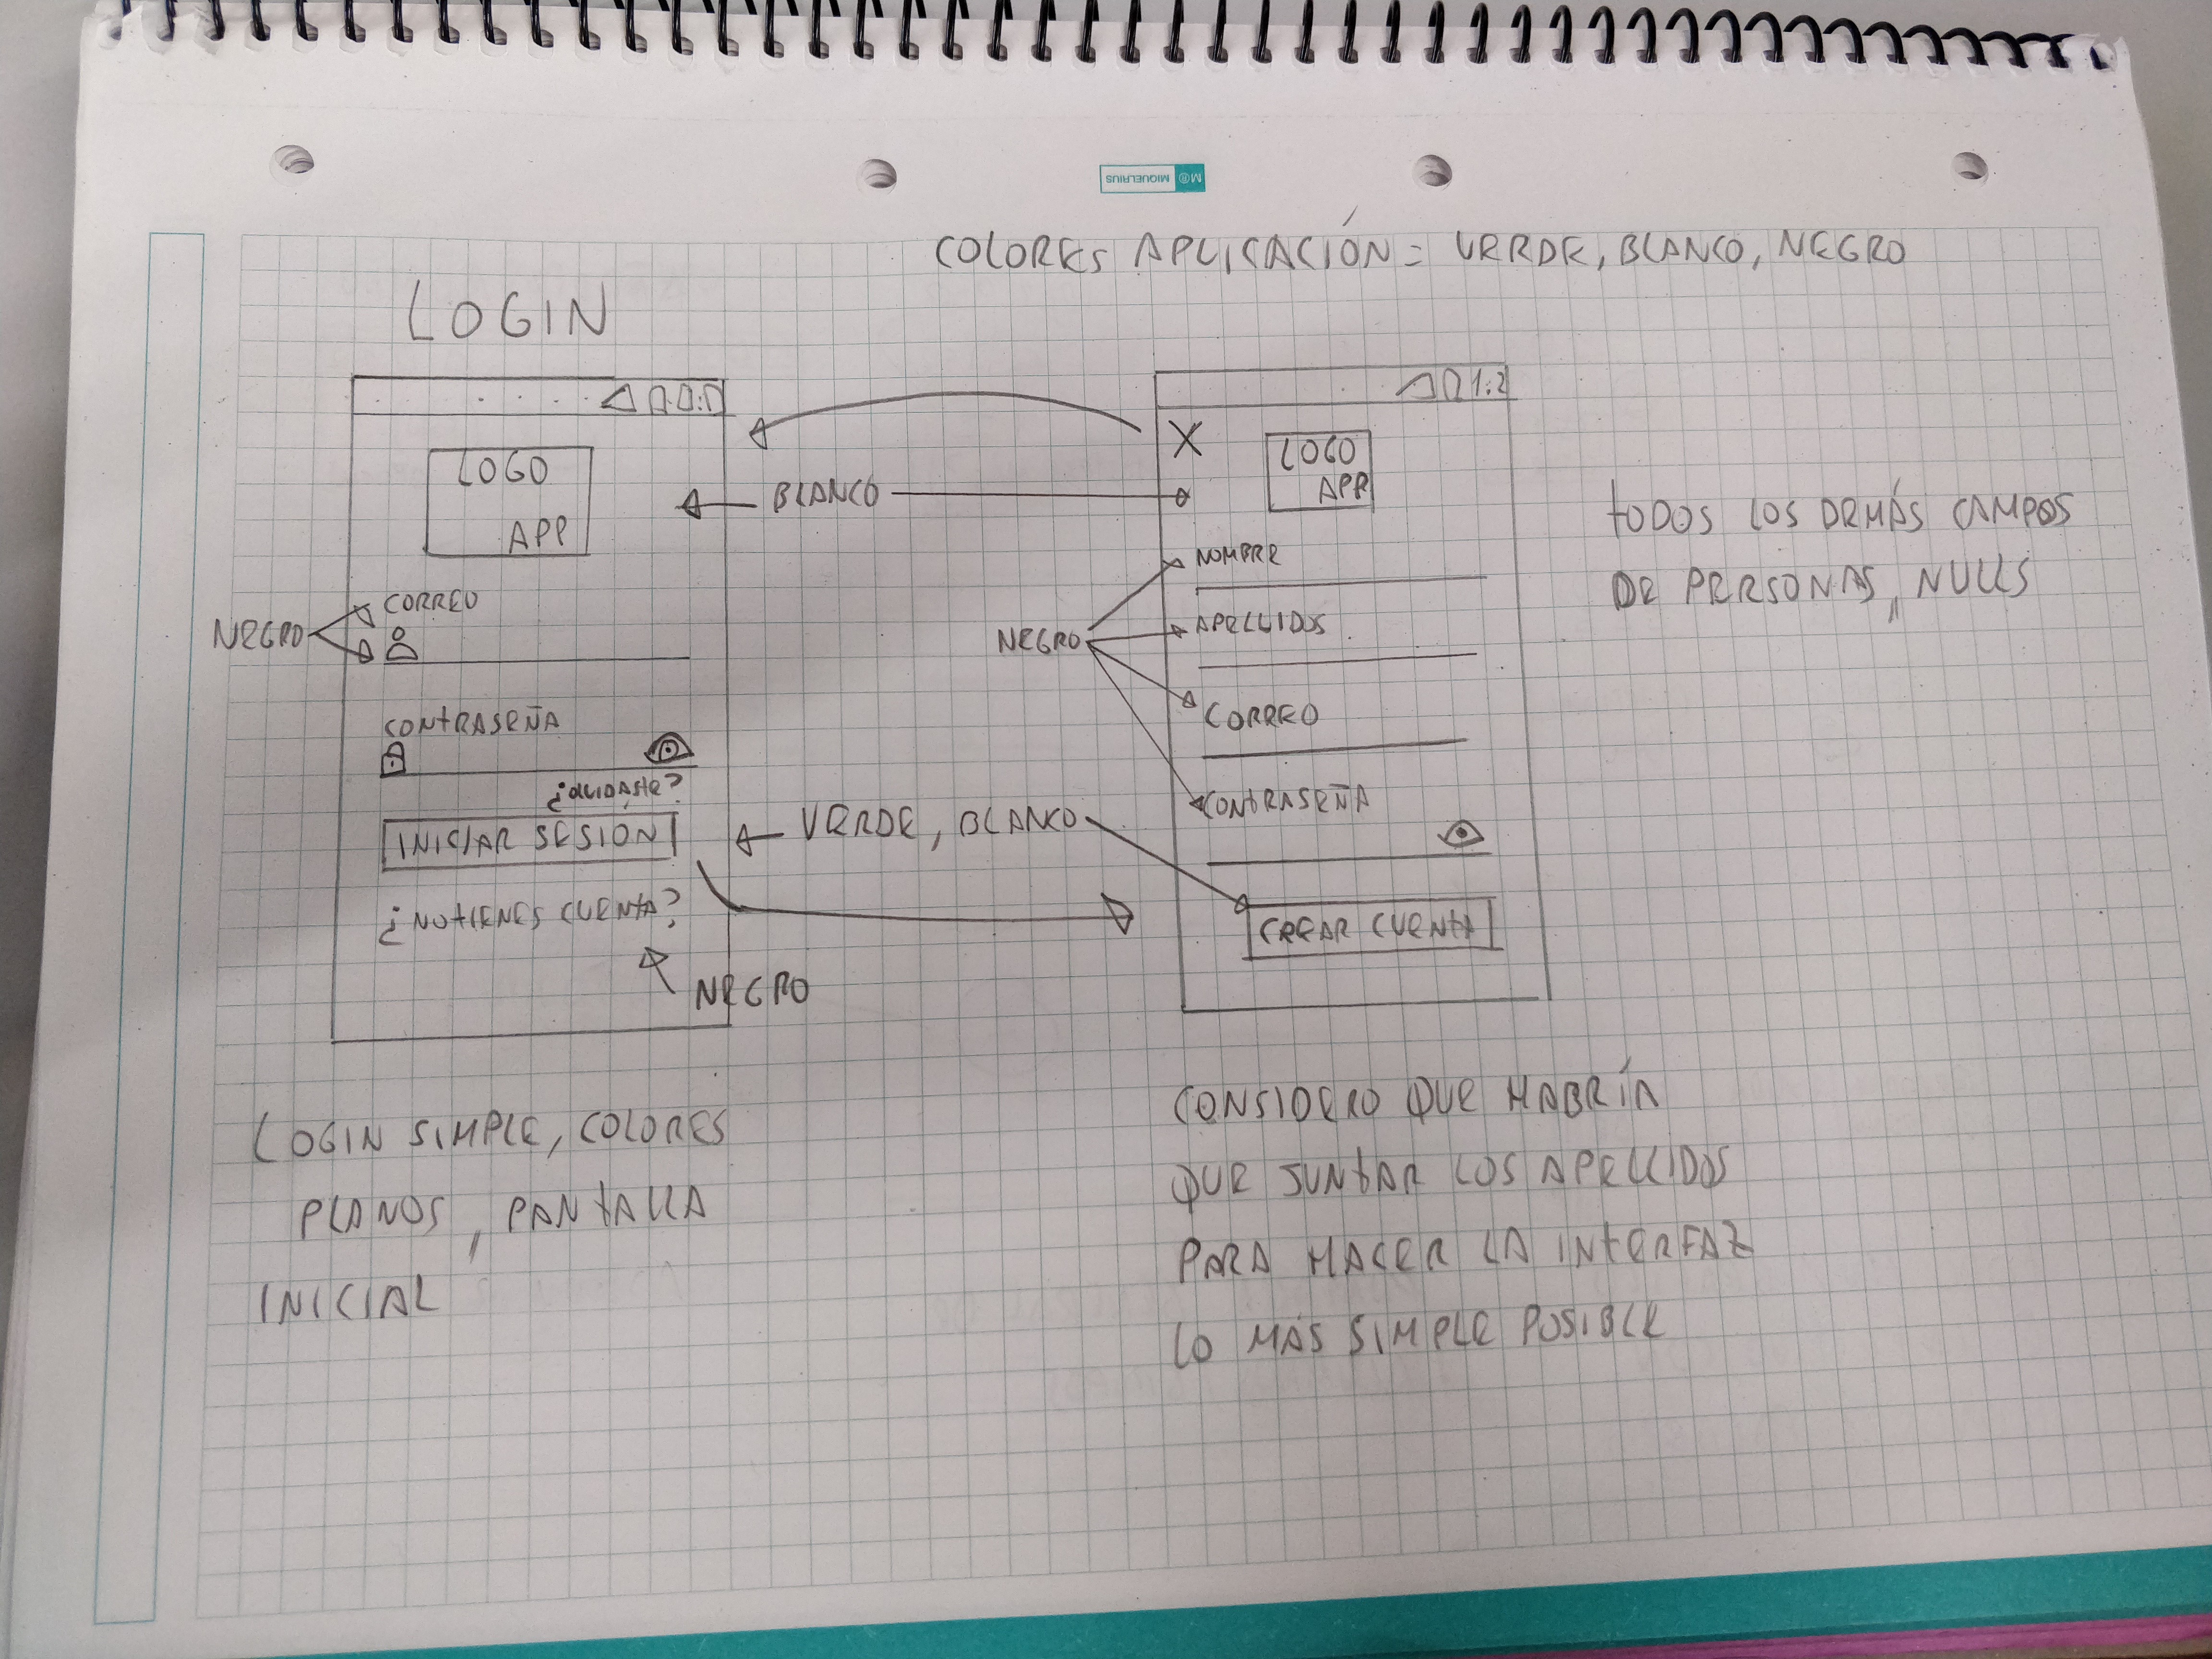 M® MIQUELRIUS
COLORES APLICACIÓN = VERDE, BLANCO, NEGRO
LOGIN
LOGO
APP
NEGRO
CORREO
CONTRASEÑA
¿OLVIDASTE?
INICIAR SESIÓN
¿NO TIENES CUENTA?
NEGRO
BLANCO
VERDE, BLANCO
1:2
X
LOGO
APP
NEGRO
NOMBRE
APELLIDOS
CORREO
CONTRASEÑA
CREAR CUENTA
TODOS LOS DEMÁS CAMPOS
DE PERSONAS, NULLS
LOGIN SIMPLE, COLORES
PLANOS, PANTALLA
INICIAL
CONSIDERO QUE HABRÍA
QUE JUNTAR LOS APELLIDOS
PARA HACER LA INTERFAZ
LO MÁS SIMPLE POSIBLE